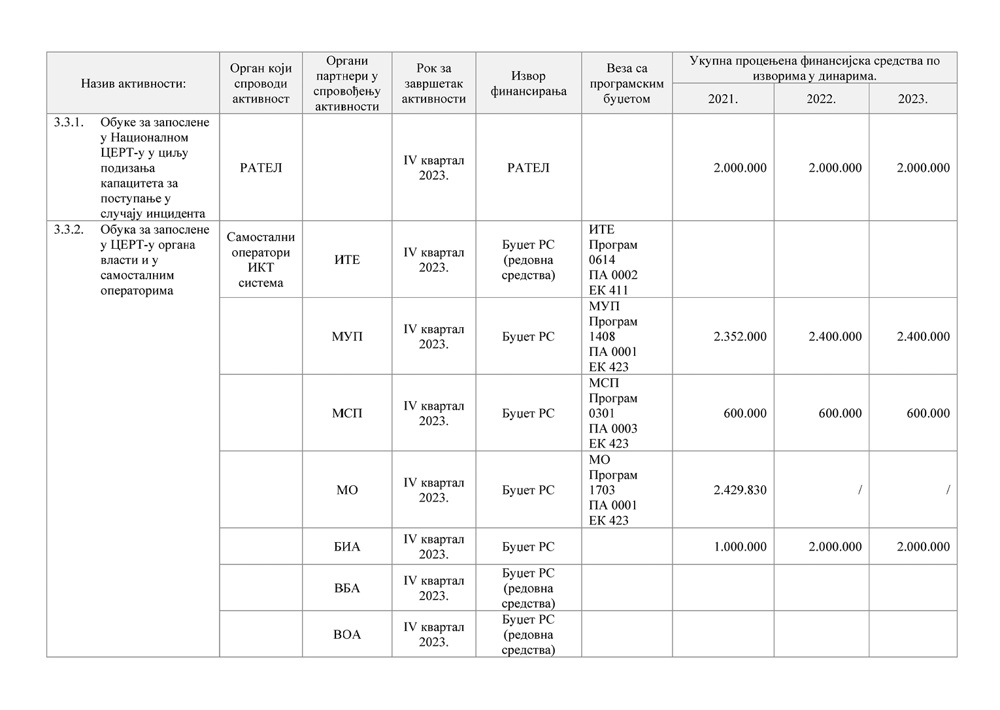 Назив активности:
Орган који
спроводи
активност
Органи
партнери у
спровођењу
активности
Рок за
завршетак
активности
Извор
финансирања
Веза са
програмским
буџетом
Укупна процењена финансијска средства по
изворима у динарима.
2021.
2022.
2023.
3.3.1. Обуке за запослене
у Националном
ЦЕРТ-у у циљу
подизања
капацитета за
поступање у
случају инцидента
РАТЕЛ
IV квартал
2023.
РАТЕЛ
2.000.000
2.000.000
2.000.000
3.3.2. Обука за запослене
у ЦЕРТ-у органа
власти и у
самосталним
операторима
Самостални
оператори
ИКТ
система
ИТЕ
IV квартал
2023.
Буџет РС
(редовна
средства)
ИТЕ
Програм
0614
ПА 0002
ЕК 411
МУП
IV квартал
2023.
Буџет РС
МУП
Програм
1408
ПА 0001
ЕК 423
2.352.000
2.400.000
2.400.000
МСП
IV квартал
2023.
Буџет РС
МСП
Програм
0301
ПА 0003
ЕК 423
600.000
600.000
600.000
МО
IV квартал
2023.
Буџет РС
МО
Програм
1703
ПА 0001
ЕК 423
2.429.830
/
/
БИА
IV квартал
2023.
Буџет РС
1.000.000
2.000.000
2.000.000
ВБА
IV квартал
2023.
Буџет РС
(редовна
средства)
ВОА
IV квартал
2023.
Буџет РС
(редовна
средства)